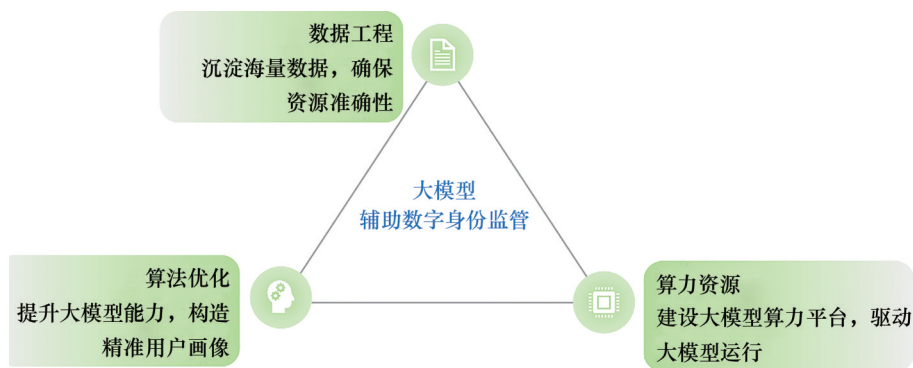 数据工程
沉淀海量数据，确保
资源准确性
大模型
辅助数字身份监管
算法优化
提升大模型能力，构造
精准用户画像
算力资源
建设大模型算力平台，驱动
大模型运行